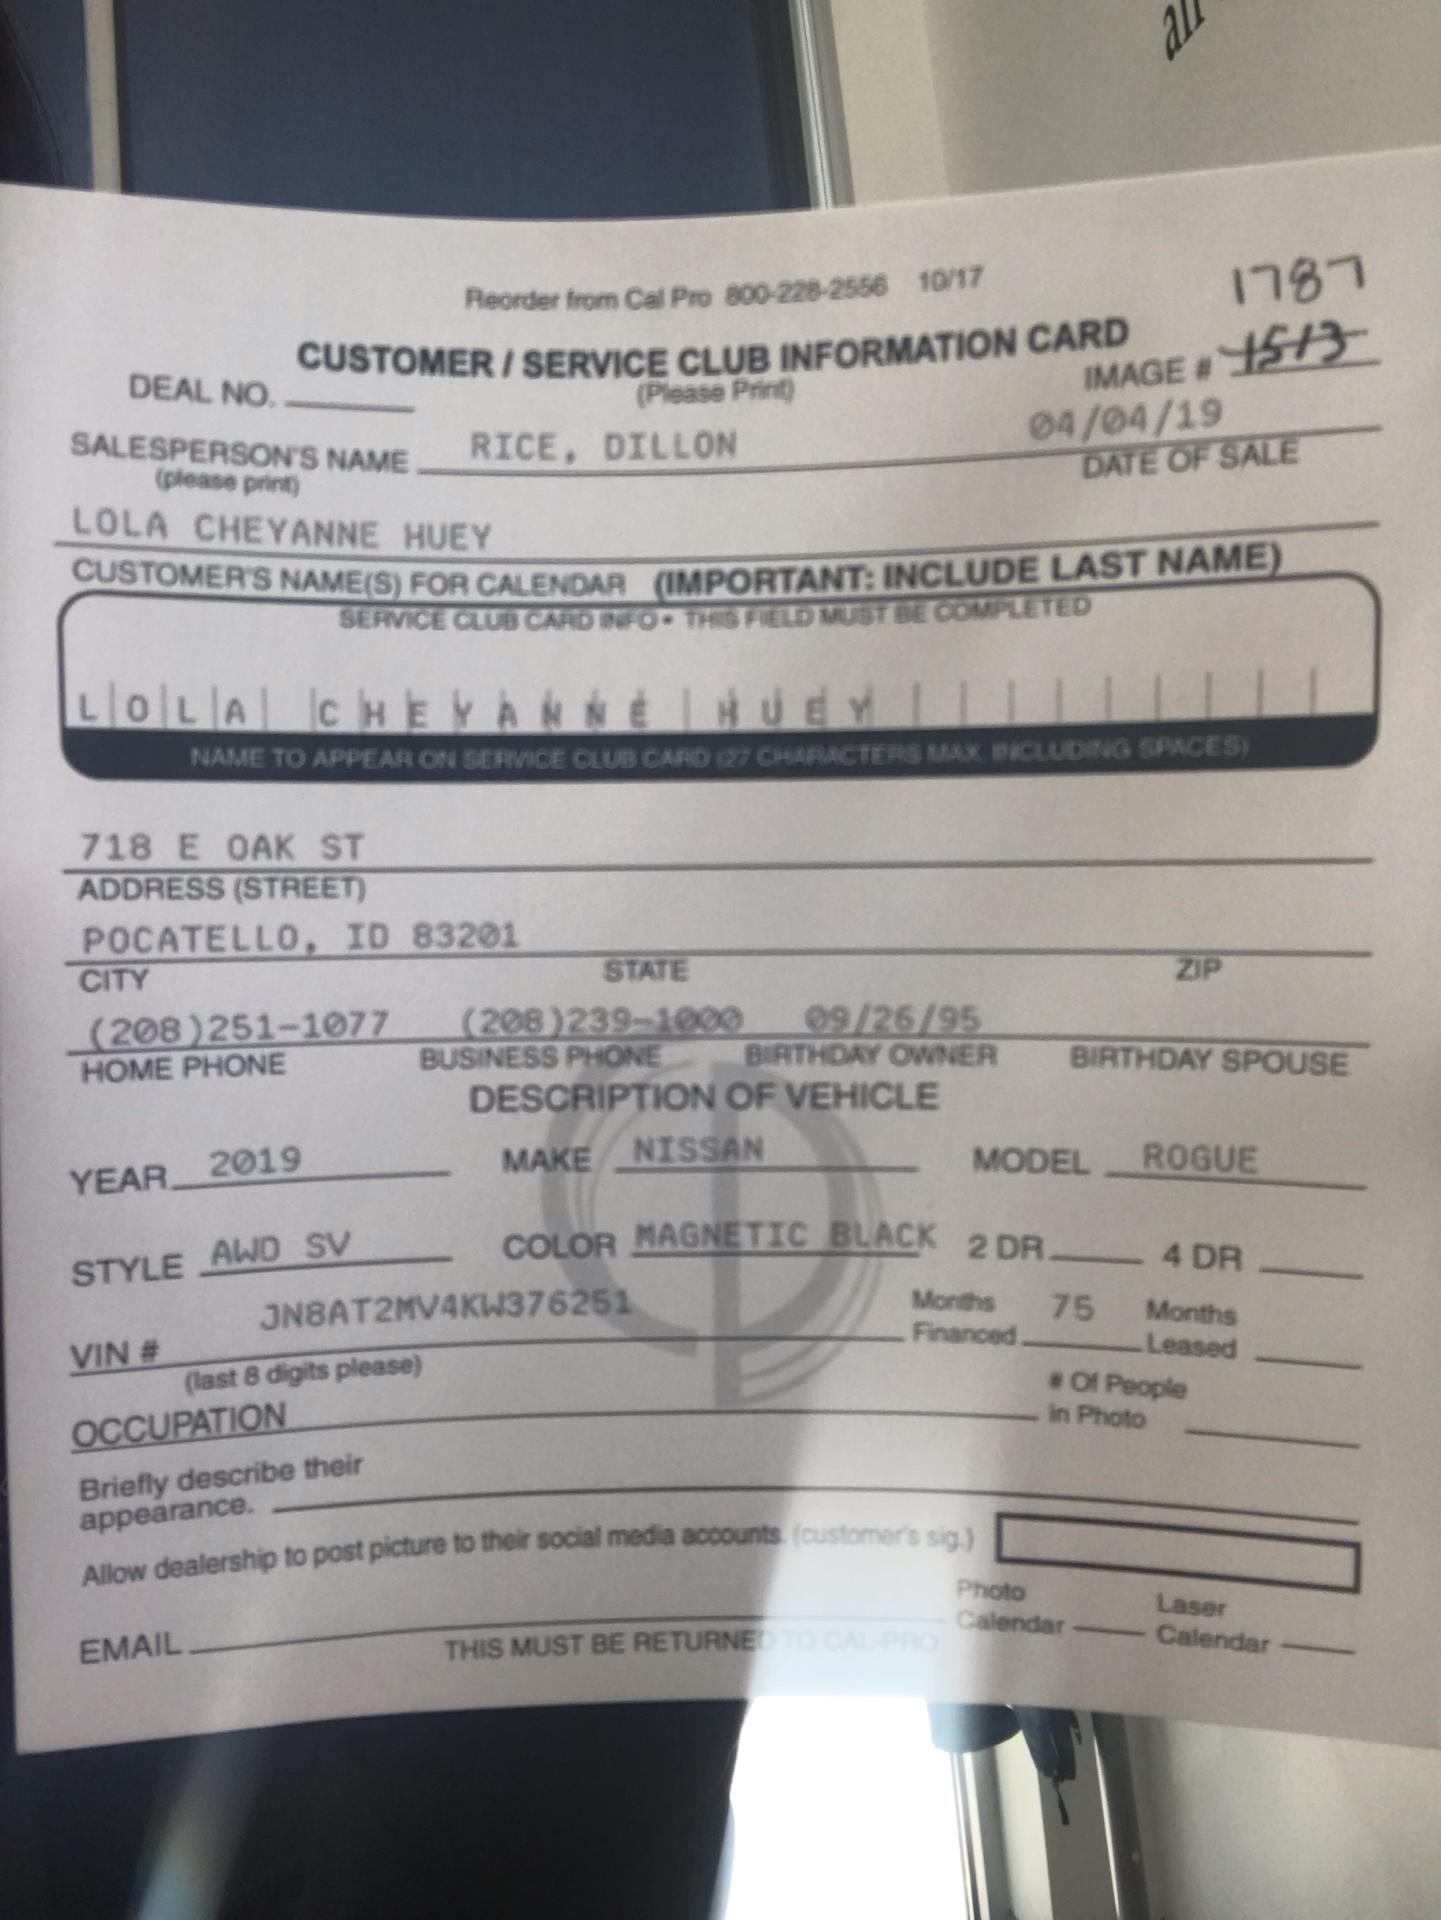 all
Reorder from Cal Pro 800-228-2556 10/17
1787
CUSTOMER / SERVICE CLUB INFORMATION CARD
DEAL NO. (Please Print) IMAGE # 1513
SALESPERSON'S NAME RICE, DILLON 04/04/19
(please print) DATE OF SALE
LOLA CHEYANNE HUEY
CUSTOMER'S NAME(S) FOR CALENDAR (IMPORTANT: INCLUDE LAST NAME)
SERVICE CLUB CARD INFO • THIS FIELD MUST BE COMPLETED
LOLA CHEYANNE HUEY
NAME TO APPEAR ON SERVICE CLUB CARD (27 CHARACTERS MAX. INCLUDING SPACES)
718 E OAK ST
ADDRESS (STREET)
POCATELLO, ID 83201
CITY STATE ZIP
(208)251-1077 (208)239-1000 09/26/95
HOME PHONE BUSINESS PHONE BIRTHDAY OWNER BIRTHDAY SPOUSE
DESCRIPTION OF VEHICLE
YEAR 2019 MAKE NISSAN MODEL ROGUE
STYLE AWD SV COLOR MAGNETIC BLACK 2 DR 4 DR
VIN # JN8AT2MV4KW376251 Months Financed 75 Months Leased
(last 8 digits please)
OCCUPATION # Of People in Photo
Briefly describe their
appearance.
Allow dealership to post picture to their social media accounts. (customer's sig.)
EMAIL Photo Calendar Laser Calendar
THIS MUST BE RETURNED TO CAL-PRO